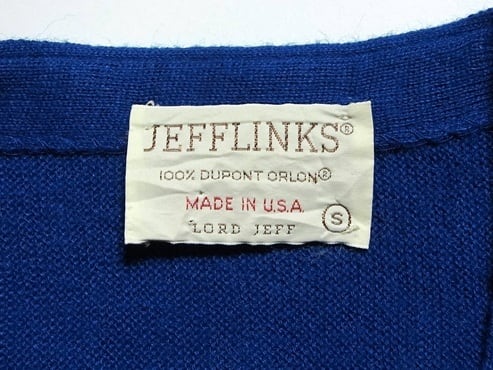 JEFFLINKS®
100% DUPONT ORLON®
MADE IN U.S.A.
LORD JEFF
S